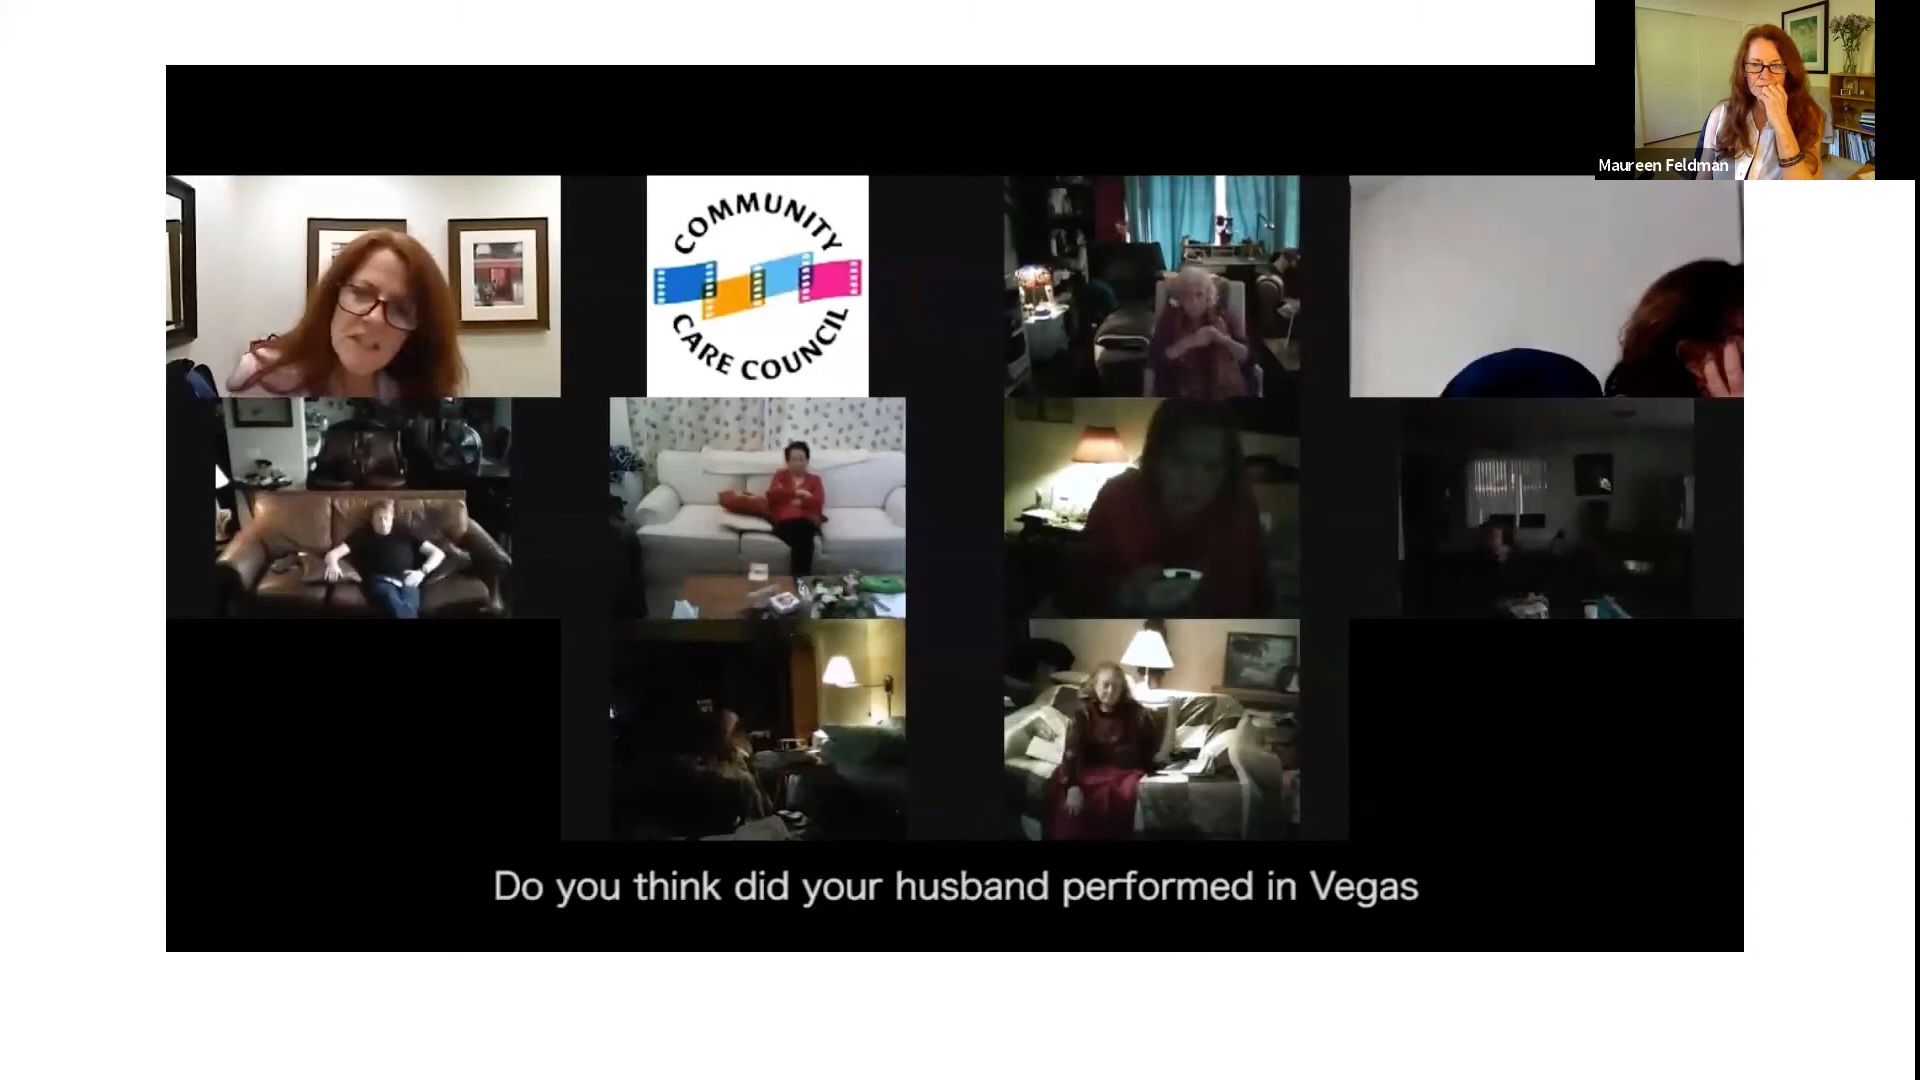 Maureen Feldman
COMMUNITY
CARE COUNCIL
Do you think did your husband performed in Vegas